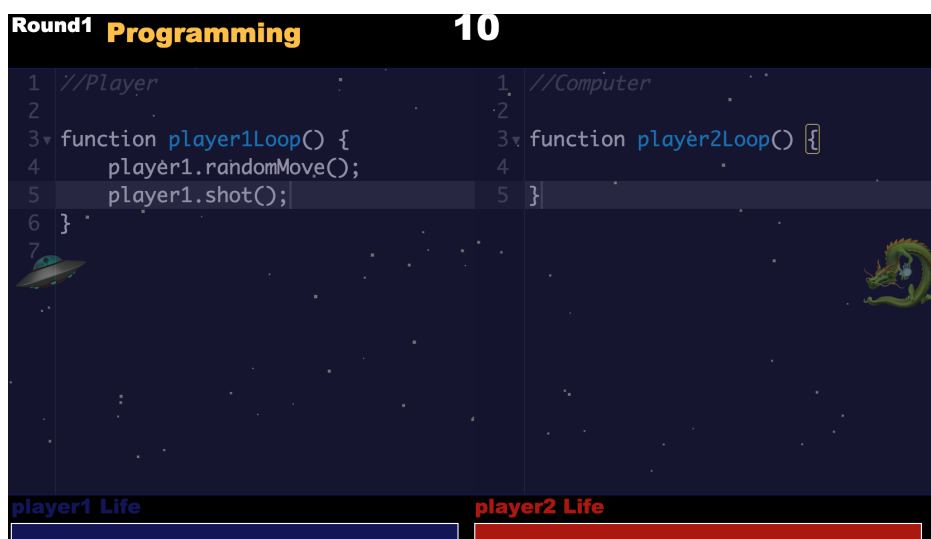 Round1 Programming 10
1 //Player
2
3 function player1Loop() {
4 player1.randomMove();
5 player1.shot();
6 }
7
1 //Computer
2
3 function player2Loop() {
4
5 }
player1 Life
player2 Life